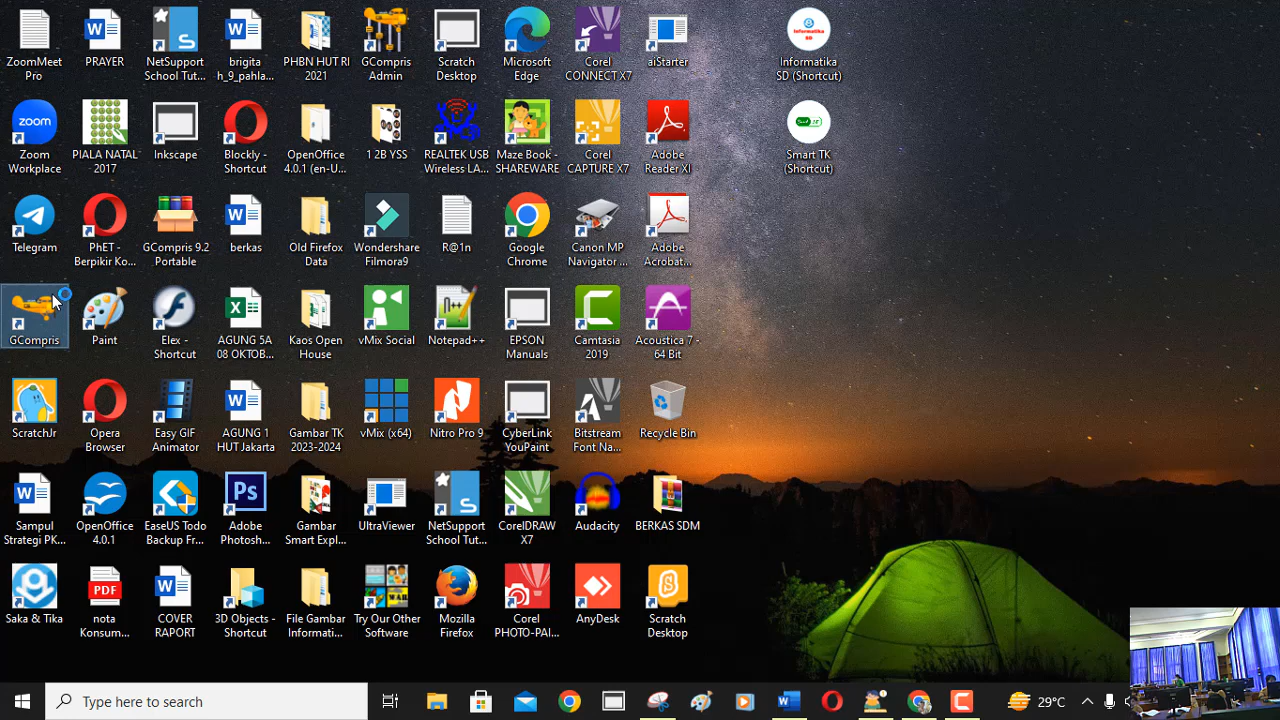 ZoomMeet Pro
PRAYER
NetSupport School Tut...
brigita h_9_pahla...
PHBN HUT RI 2021
GCompris Admin
Scratch Desktop
Microsoft Edge
Corel CONNECT X7
aiStarter
Informatika SD
Informatika SD (Shortcut)
zoom
Zoom Workplace
PIALA NATAL 2017
Inkscape
Blockly - Shortcut
OpenOffice 4.0.1 (en-U...
1 2B YSS
REALTEK USB Wireless LA...
Maze Book - SHAREWARE
Corel CAPTURE X7
Adobe Reader XI
Smart TK (Shortcut)
Telegram
PhET - Berpikir Ko...
GCompris 9.2 Portable
berkas
Old Firefox Data
Wondershare Filmora9
R@1n
Google Chrome
Canon MP Navigator ...
Adobe Acrobat...
GCompris
Paint
Elex - Shortcut
AGUNG 5A 08 OKTOB...
Kaos Open House
vMix Social
Notepad++
EPSON Manuals
Camtasia 2019
Acoustica 7 - 64 Bit
ScratchJr
Opera Browser
Easy GIF Animator
AGUNG 1 HUT Jakarta
Gambar TK 2023-2024
vMix (x64)
Nitro Pro 9
CyberLink YouPaint
Bitstream Font Na...
Recycle Bin
Sampul Strategi PK...
OpenOffice 4.0.1
EaseUS Todo Backup Fr...
Ps
Adobe Photosh...
Gambar Smart Expl...
UltraViewer
NetSupport School Tut...
CorelDRAW X7
Audacity
BERKAS SDM
Saka & Tika
PDF
nota Konsum...
COVER RAPORT
3D Objects - Shortcut
File Gambar Informati...
Try Our Other Software
Mozilla Firefox
Corel PHOTO-PAI...
AnyDesk
Scratch Desktop
Type here to search
29°C